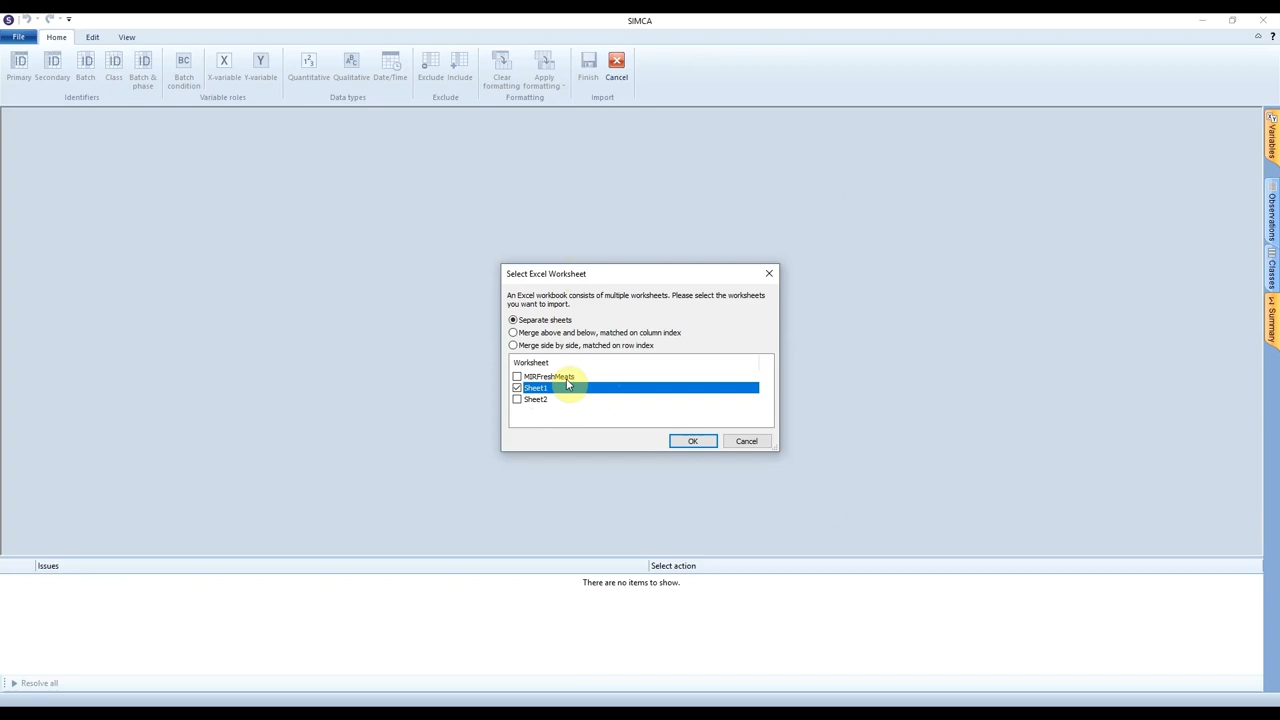 SIMCA
File Home Edit View
Primary Secondary Batch Class Batch & phase Batch condition X-variable Y-variable Quantitative Qualitative Date/Time Exclude Include Clear formatting Apply formatting Finish Cancel
Identifiers Variable roles Data types Exclude Formatting Import
Select Excel Worksheet
An Excel workbook consists of multiple worksheets. Please select the worksheets
you want to import.
Separate sheets
Merge above and below, matched on column index
Merge side by side, matched on row index
Worksheet
MIRFreshMeats
Sheet1
Sheet2
OK Cancel
Variables
Observations
Classes
Summary
Issues Select action
There are no items to show.
Resolve all